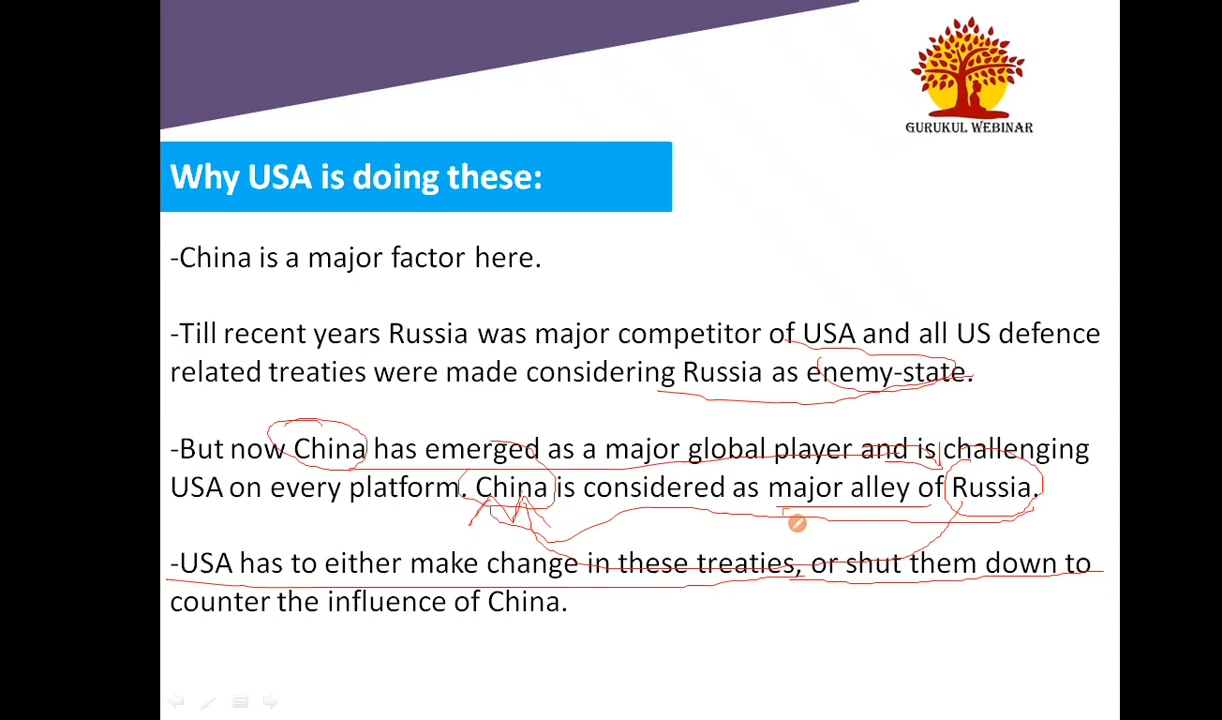 GURUKUL WEBINAR
Why USA is doing these:
-China is a major factor here.
-Till recent years Russia was major competitor of USA and all US defence
related treaties were made considering Russia as enemy-state.
-But now China has emerged as a major global player and is challenging
USA on every platform. China is considered as major alley of Russia.
-USA has to either make change in these treaties, or shut them down to
counter the influence of China.